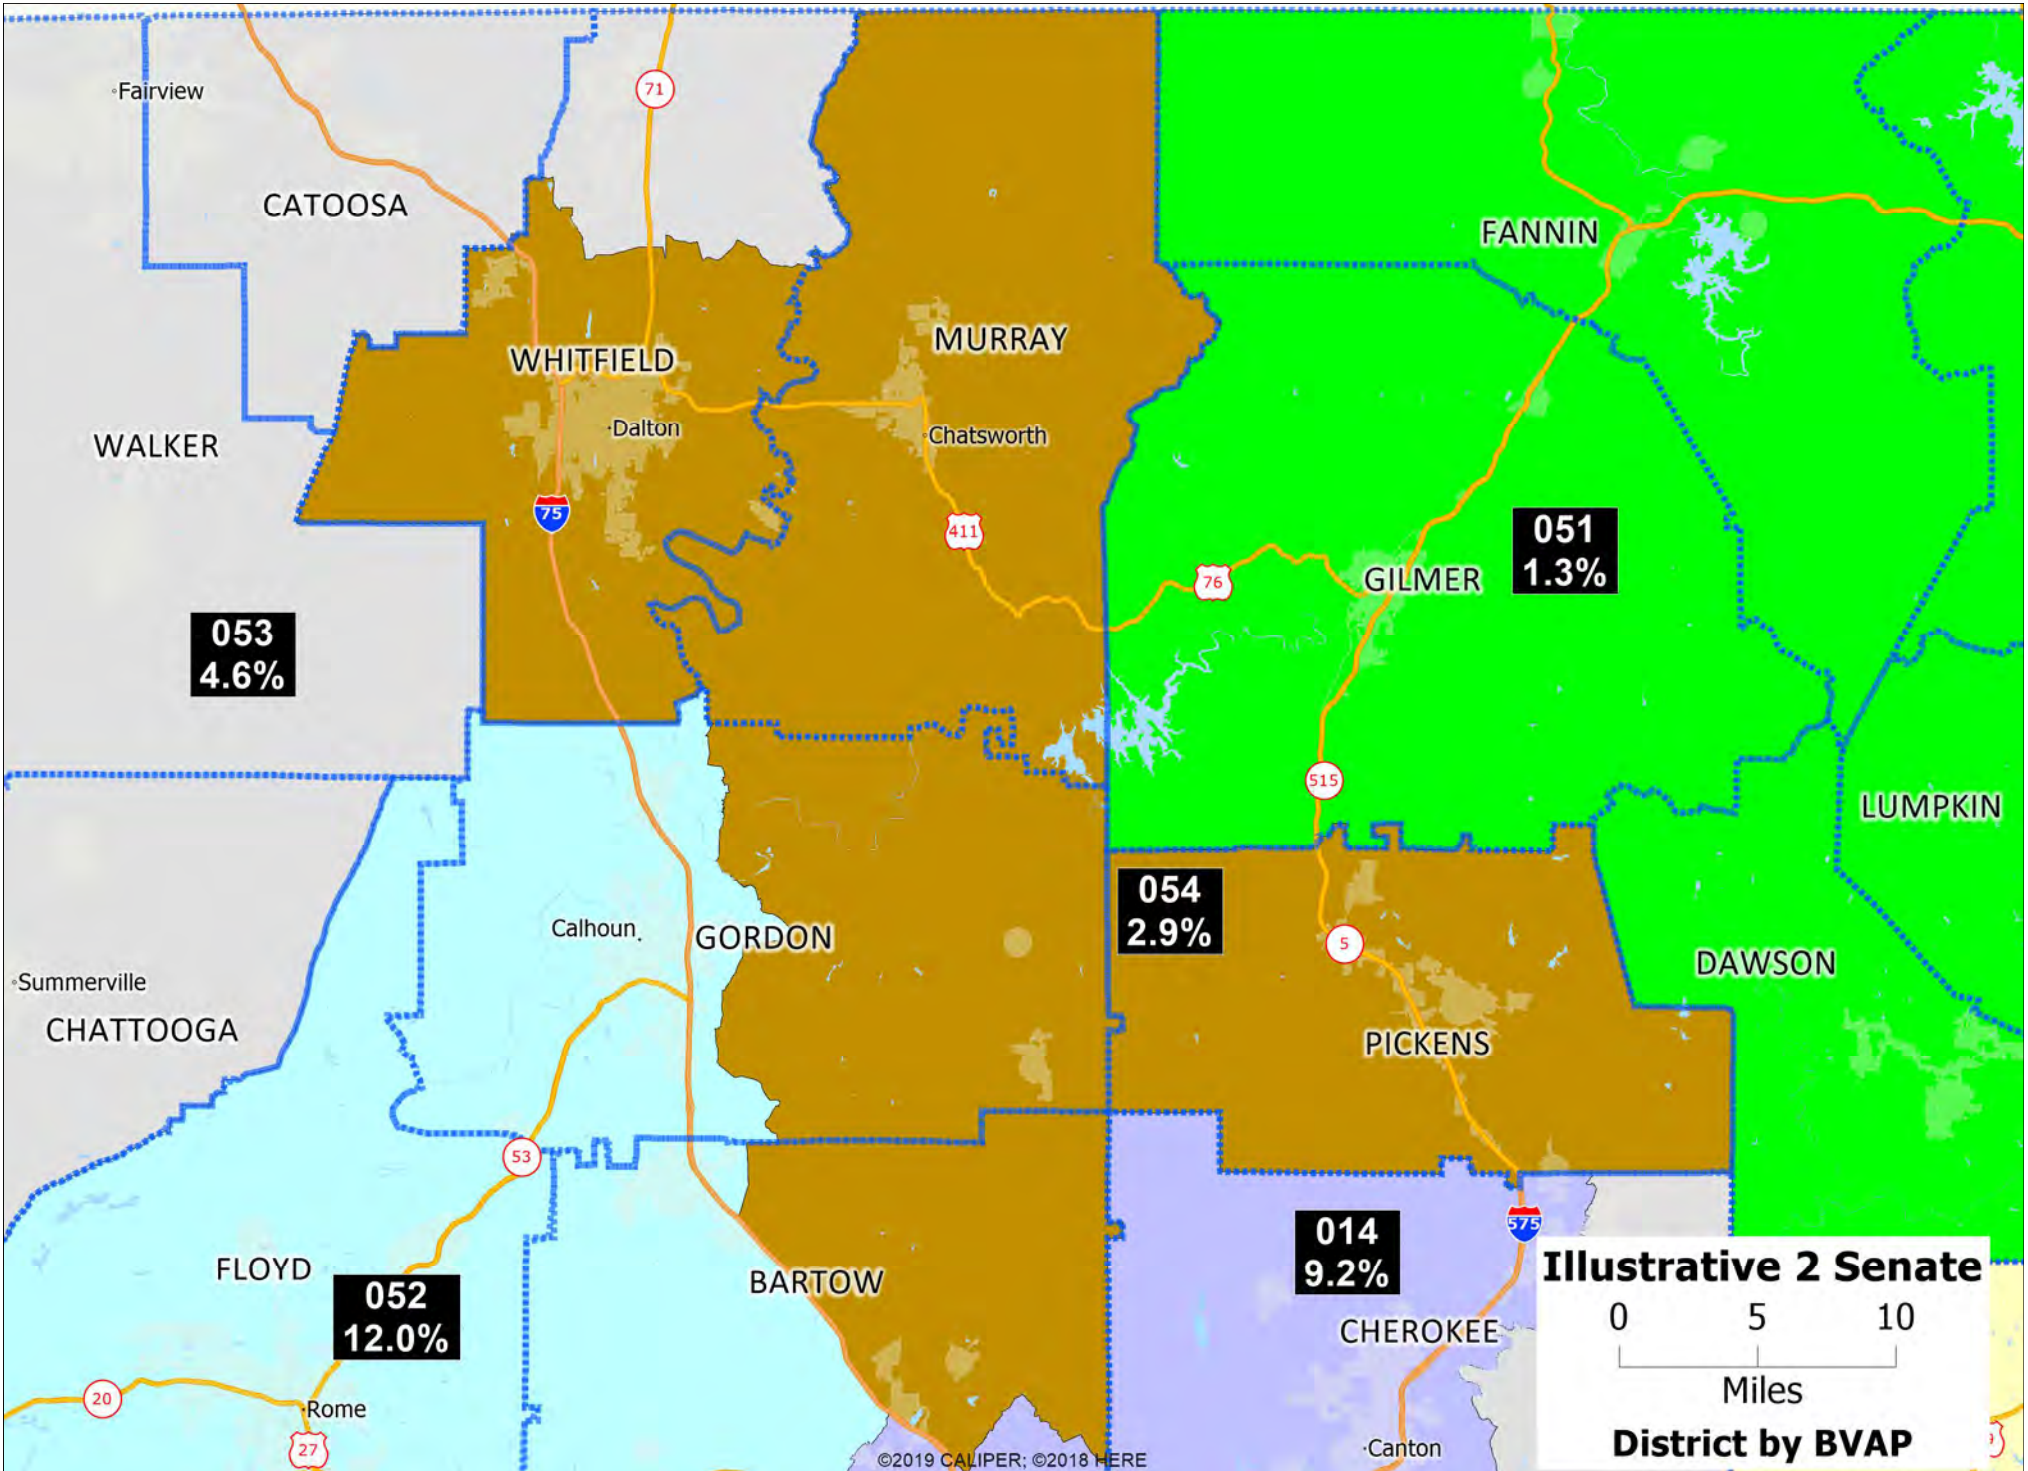 Fairview
71
CATOOSA
FANNIN
MURRAY
WHITFIELD
Dalton
Chatsworth
WALKER
75
411
051
1.3%
76
GILMER
053
4.6%
515
LUMPKIN
054
2.9%
Calhoun
GORDON
5
DAWSON
Summerville
CHATTOOGA
PICKENS
53
014
9.2%
575
FLOYD
BARTOW
052
12.0%
CHEROKEE
Illustrative 2 Senate
0 5 10
Miles
District by BVAP
20
Rome
27
Canton
©2019 CALIPER; ©2018 HERE